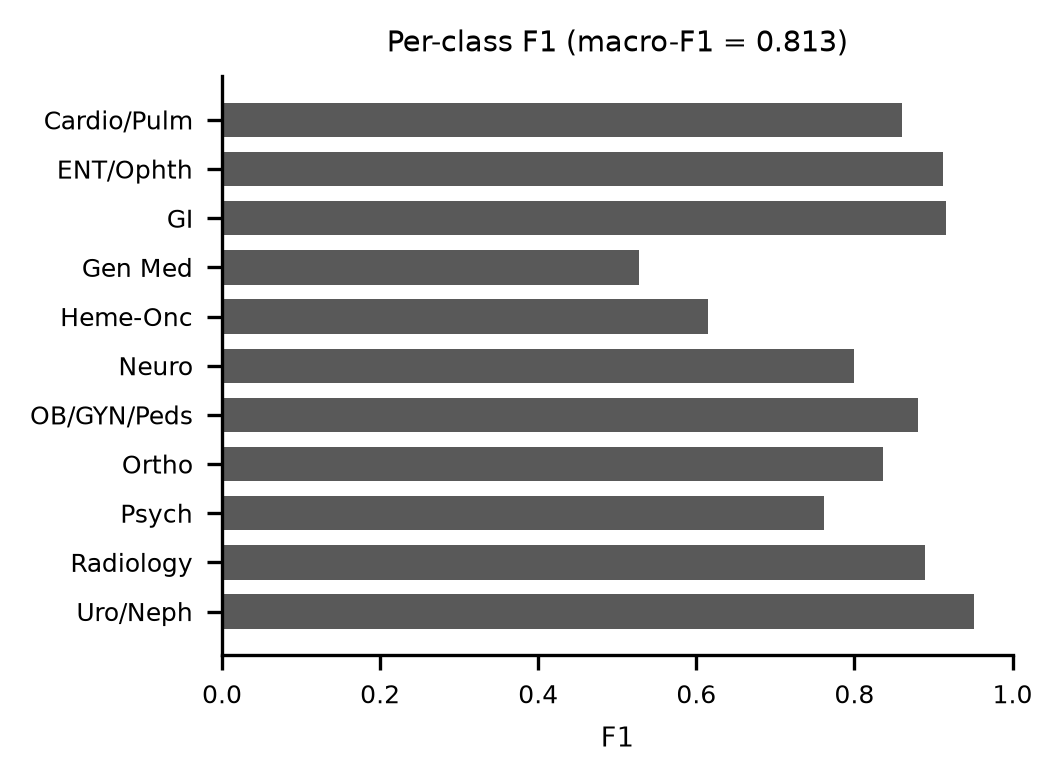 Per-class F1 (macro-F1 = 0.813)
Cardio/Pulm
ENT/Ophth
GI
Gen Med
Heme-Onc
Neuro
OB/GYN/Peds
Ortho
Psych
Radiology
Uro/Neph
0.0 0.2 0.4 0.6 0.8 1.0
F1